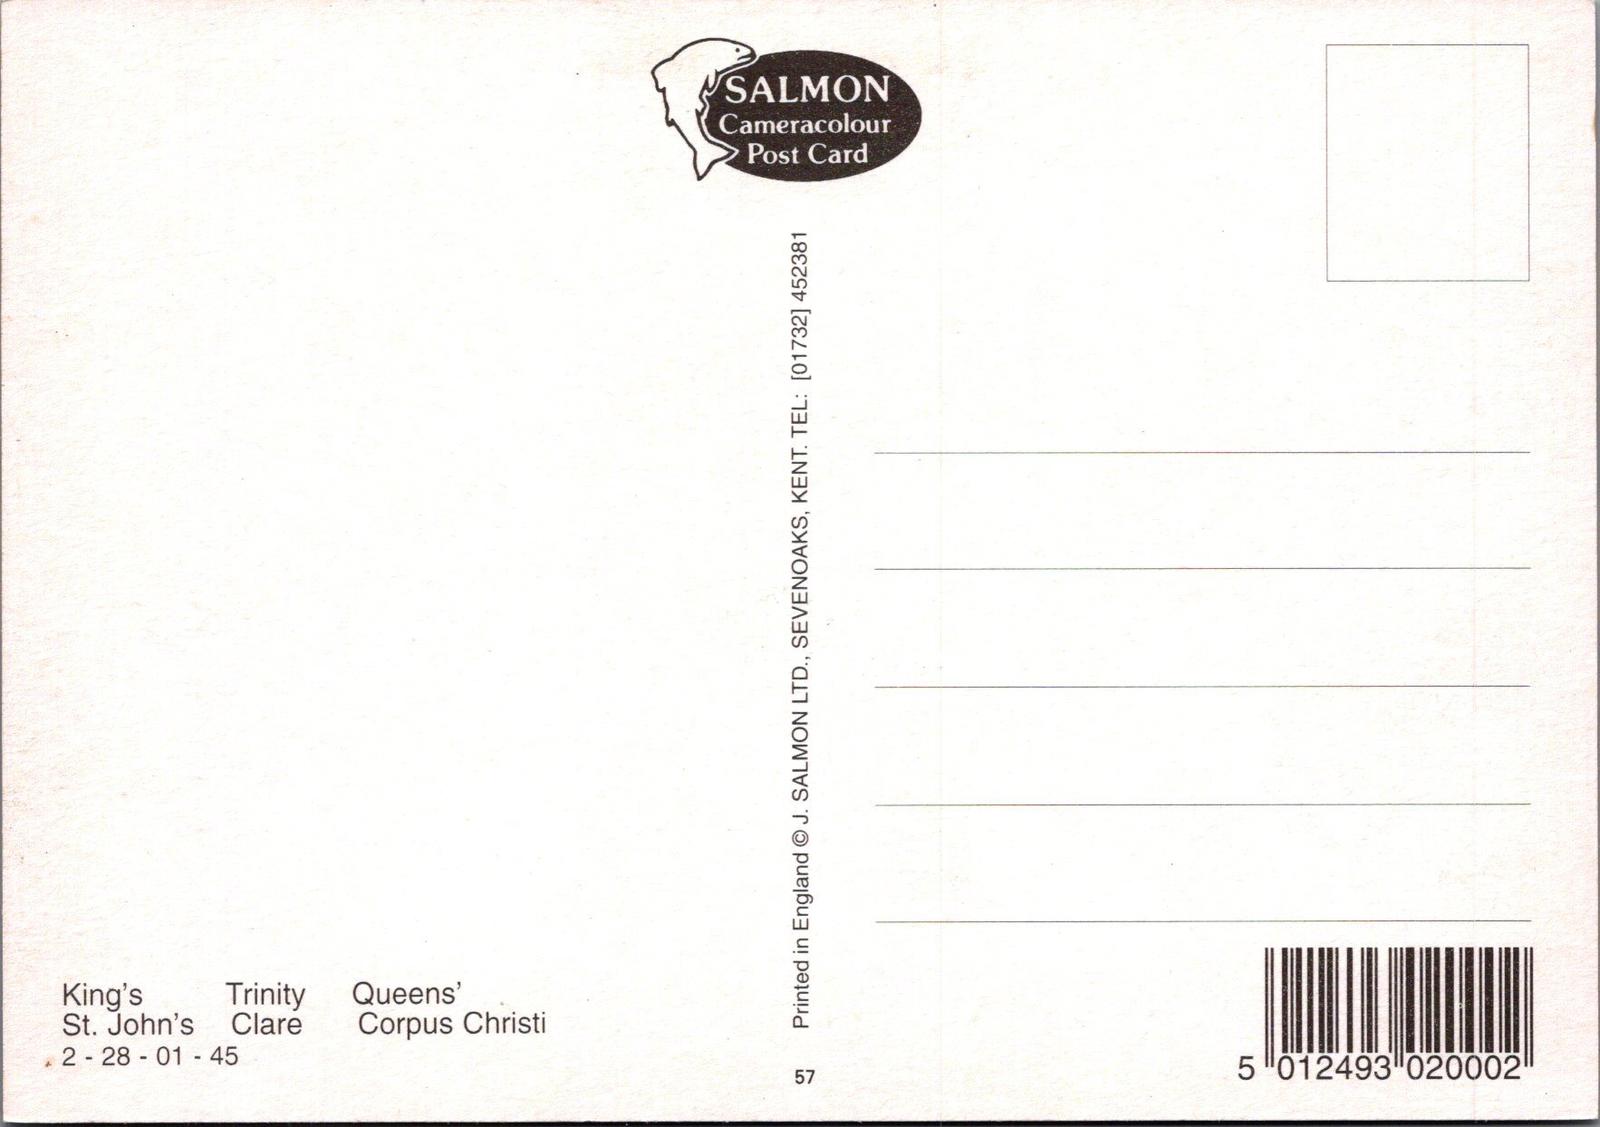 SALMON
Cameracolour
Post Card
Printed in England © J. SALMON LTD., SEVENOAKS, KENT. TEL: [01732] 452381
King's Trinity Queens'
St. John's Clare Corpus Christi
2 - 28 - 01 - 45
57
5 012493 020002